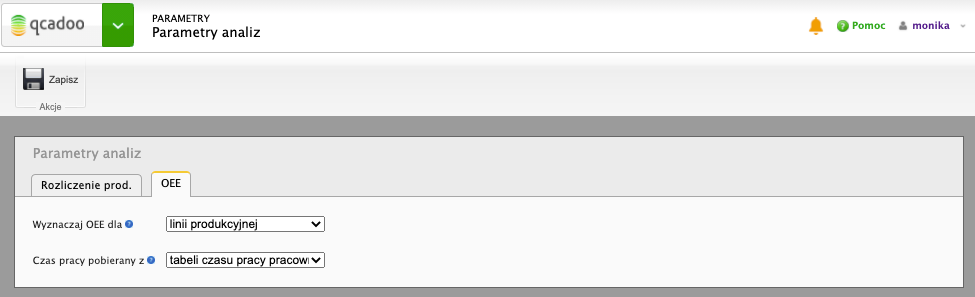 qcadoo
PARAMETRY
Parametry analiz
Pomoc
monika
Zapisz
Akcje
Parametry analiz
Rozliczenie prod.
OEE
Wyznaczaj OEE dla
linii produkcyjnej
Czas pracy pobierany z
tabeli czasu pracy